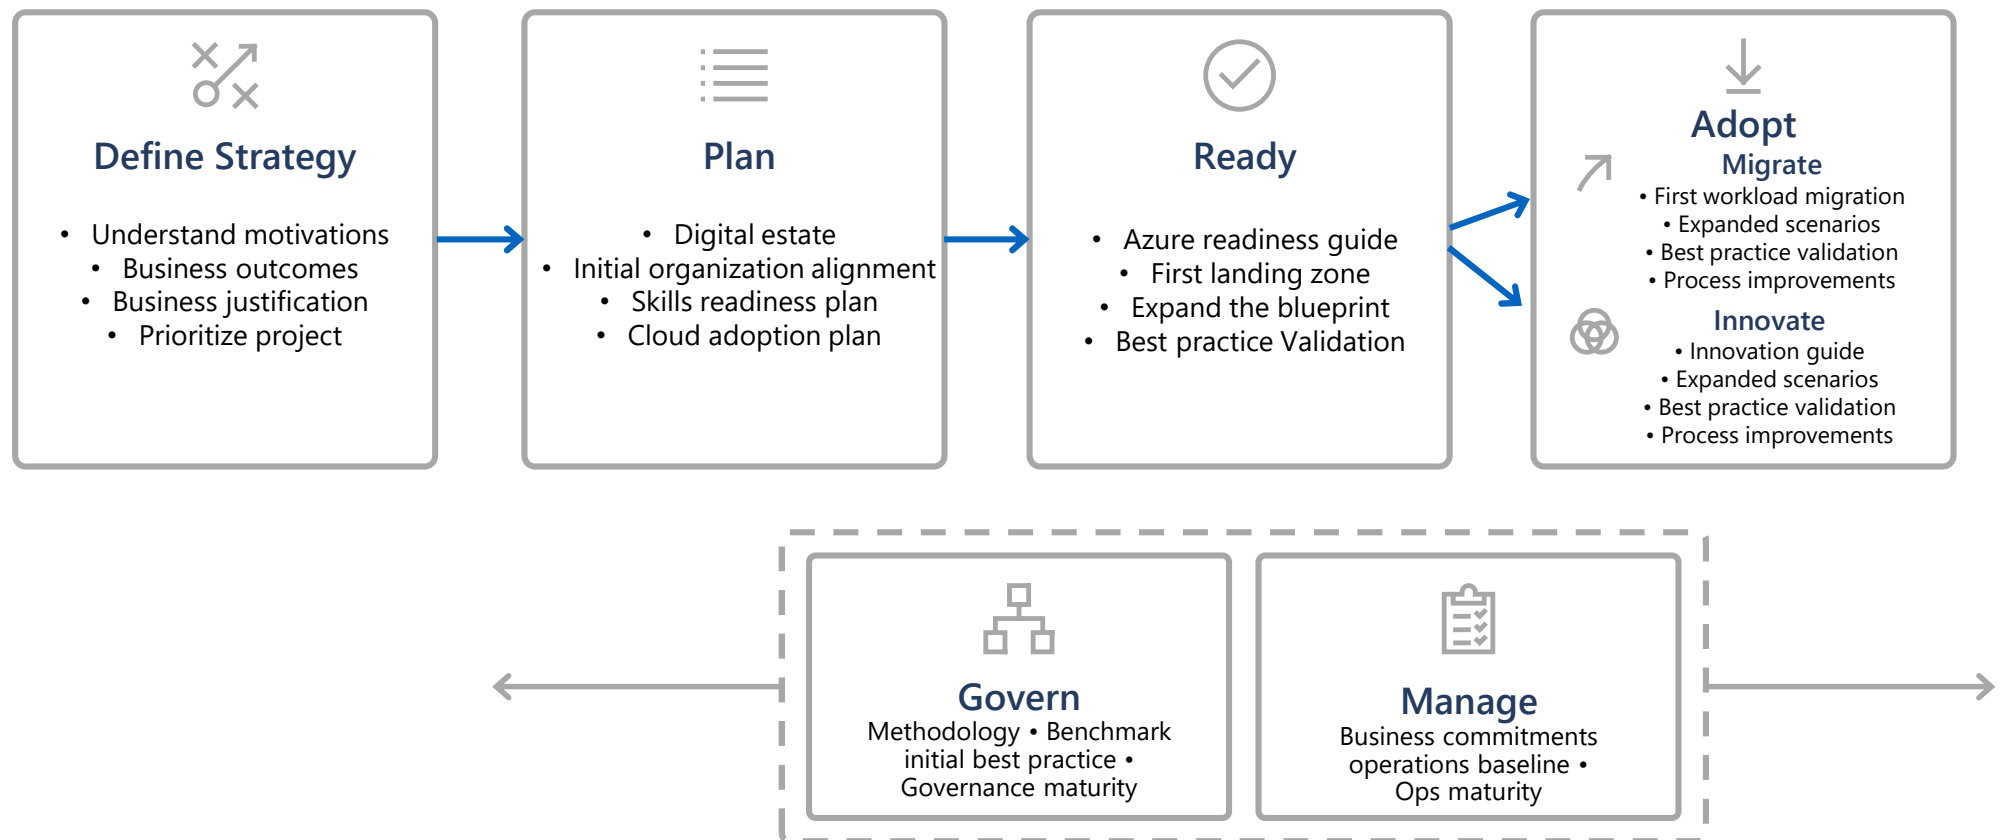 Define Strategy
• Understand motivations
• Business outcomes
• Business justification
• Prioritize project
Plan
• Digital estate
• Initial organization alignment
• Skills readiness plan
• Cloud adoption plan
Ready
• Azure readiness guide
• First landing zone
• Expand the blueprint
• Best practice Validation
Adopt
Migrate
• First workload migration
• Expanded scenarios
• Best practice validation
• Process improvements
Innovate
• Innovation guide
• Expanded scenarios
• Best practice validation
• Process improvements
Govern
Methodology • Benchmark
initial best practice •
Governance maturity
Manage
Business commitments
operations baseline •
Ops maturity